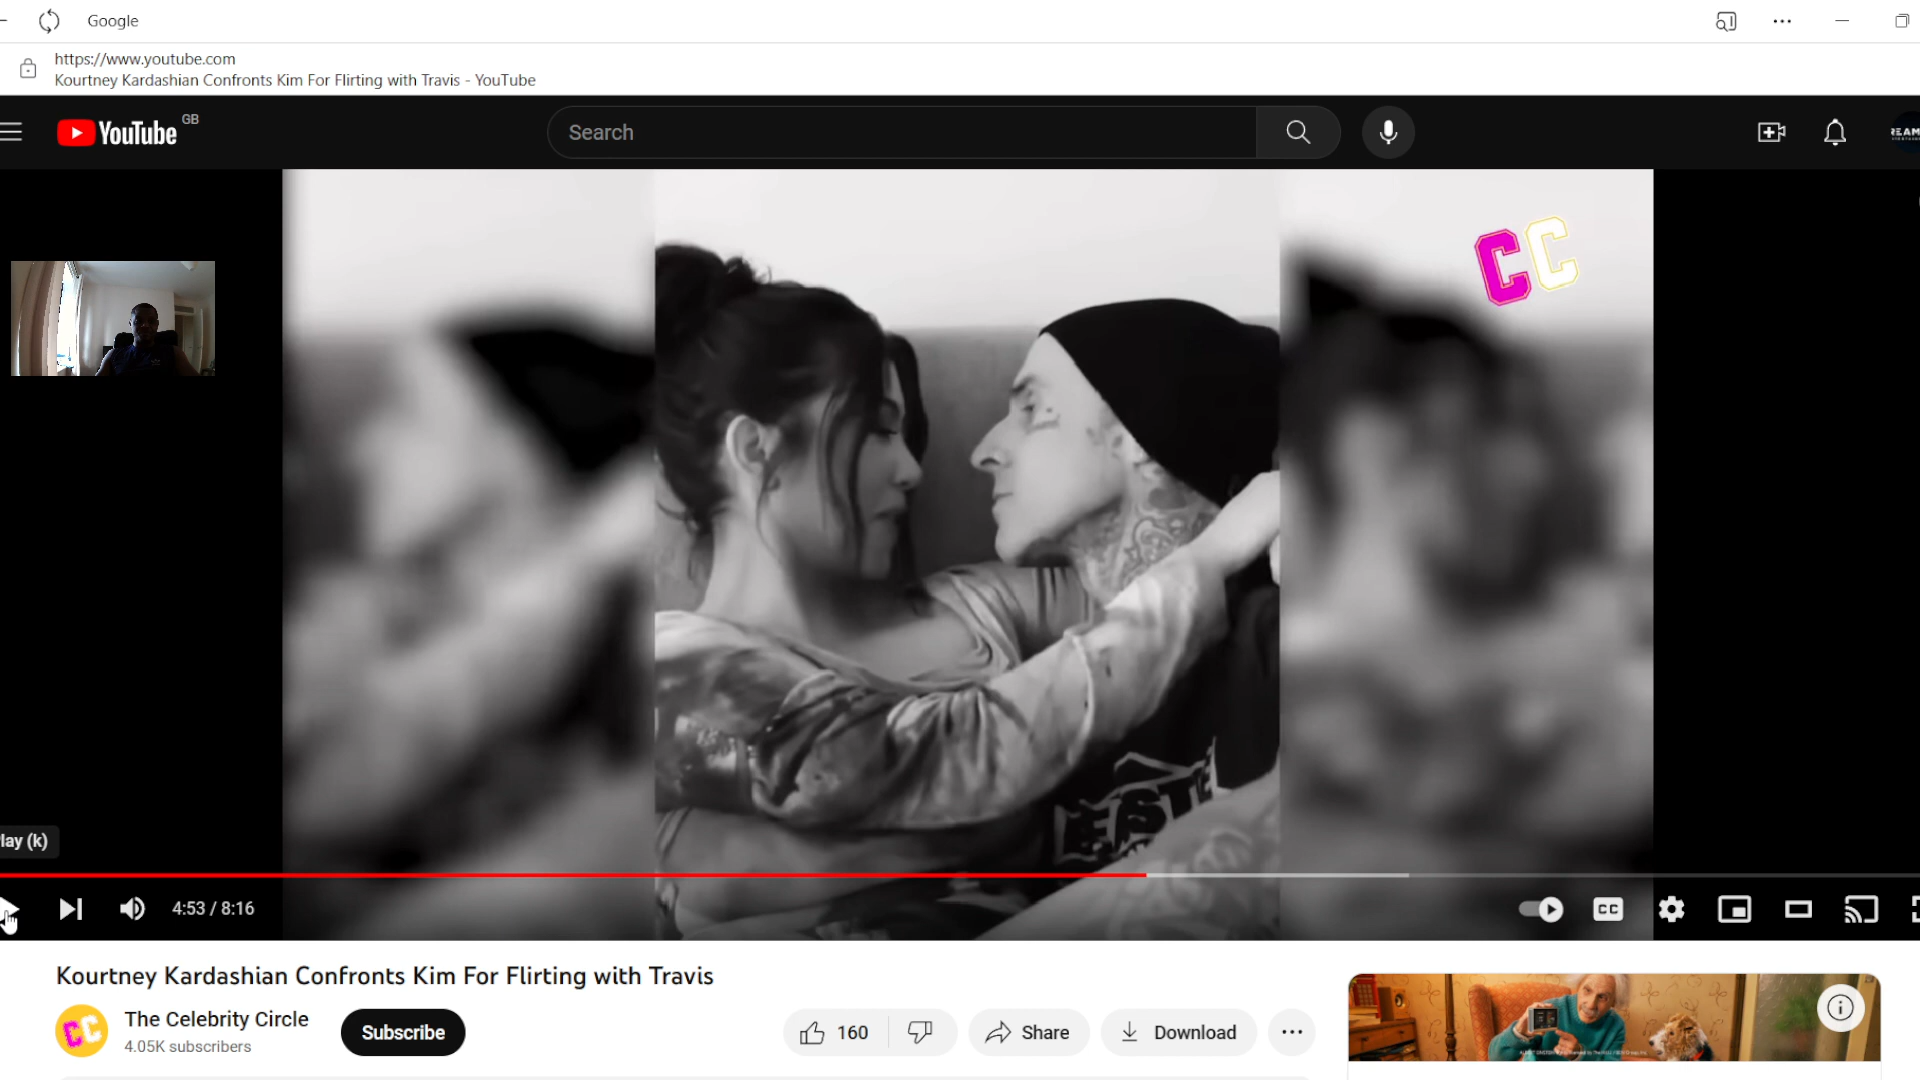 Google
https://www.youtube.com
Kourtney Kardashian Confronts Kim For Flirting with Travis - YouTube
YouTube GB
Search
CC
lay (k)
4:53 / 8:16
CC
Kourtney Kardashian Confronts Kim For Flirting with Travis
CC
The Celebrity Circle
4.05K subscribers
Subscribe
160
Share
Download